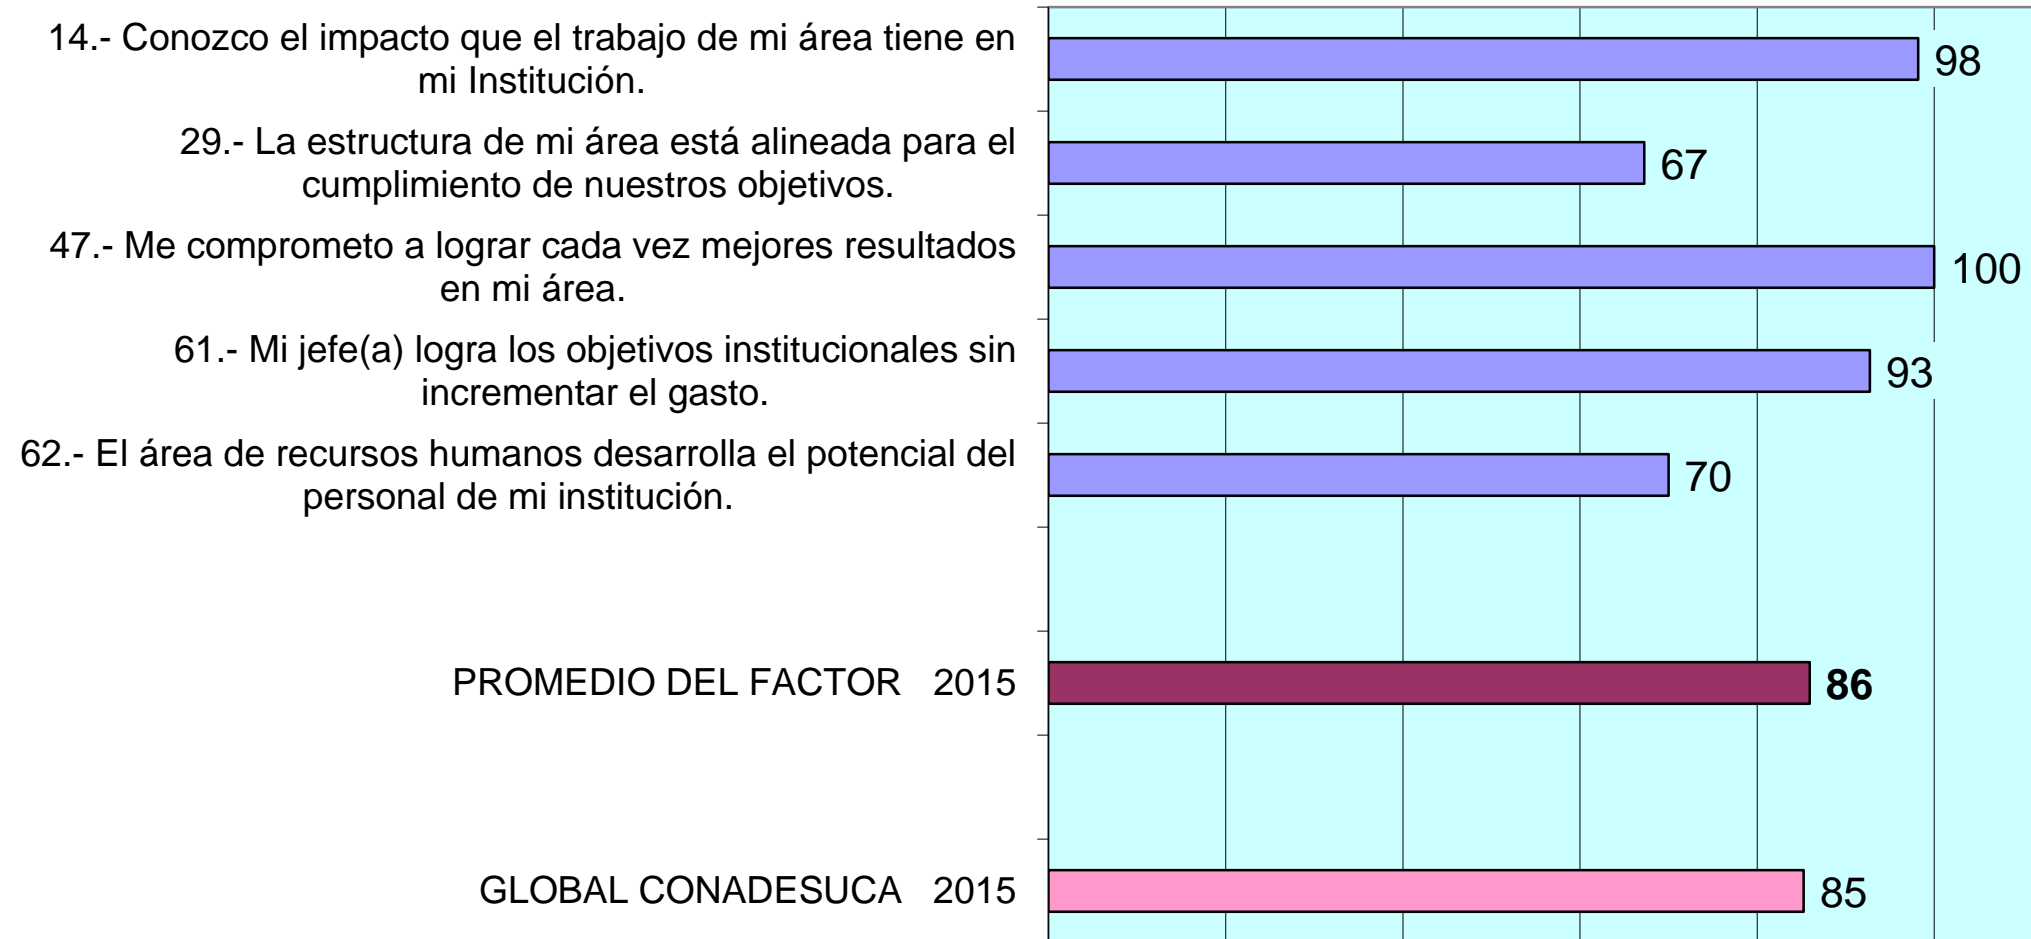 14.- Conozco el impacto que el trabajo de mi área tiene en
mi Institución.
98
29.- La estructura de mi área está alineada para el
cumplimiento de nuestros objetivos.
67
47.- Me comprometo a lograr cada vez mejores resultados
en mi área.
100
61.- Mi jefe(a) logra los objetivos institucionales sin
incrementar el gasto.
93
62.- El área de recursos humanos desarrolla el potencial del
personal de mi institución.
70
PROMEDIO DEL FACTOR 2015
86
GLOBAL CONADESUCA 2015
85